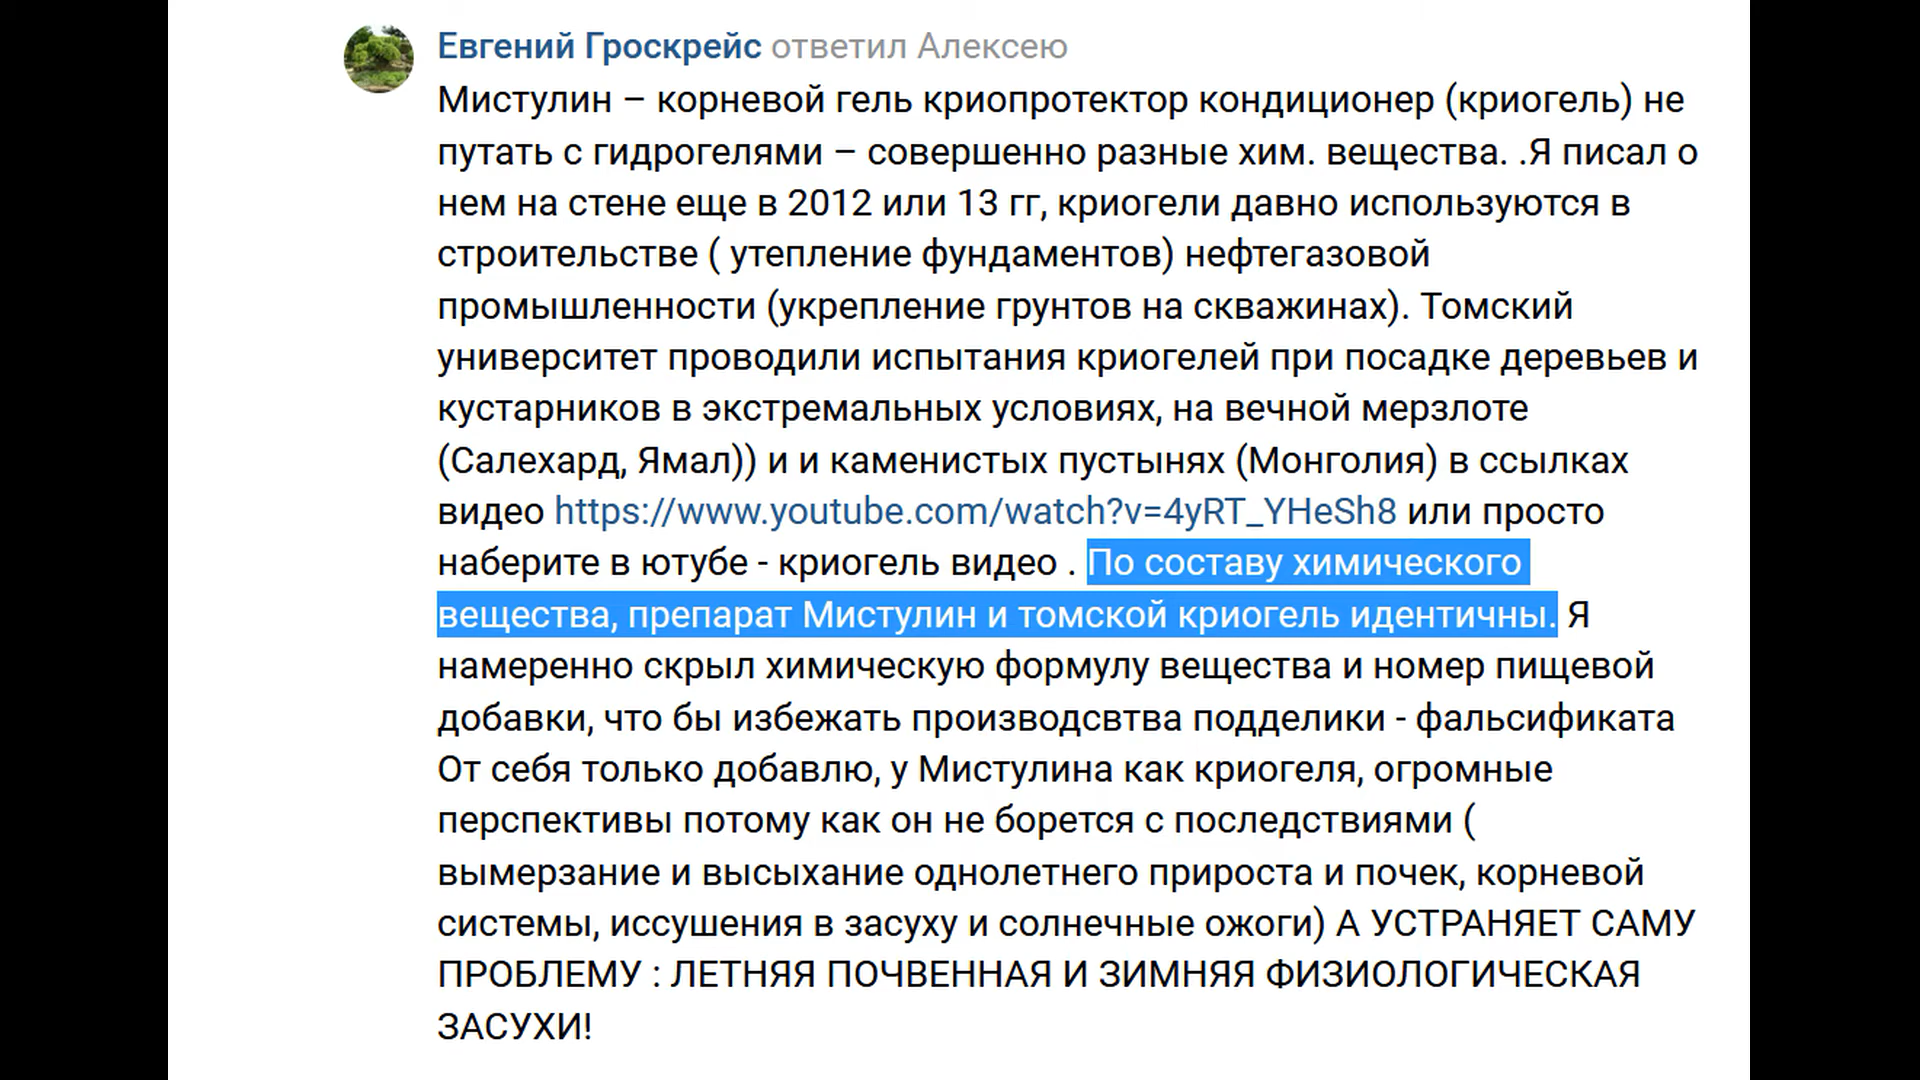 Евгений Гроскрейс ответил Алексею
Мистулин – корневой гель криопротектор кондиционер (криогель) не
путать с гидрогелями – совершенно разные хим. вещества. .Я писал о
нем на стене еще в 2012 или 13 гг, криогели давно используются в
строительстве ( утепление фундаментов) нефтегазовой
промышленности (укрепление грунтов на скважинах). Томский
университет проводили испытания криогелей при посадке деревьев и
кустарников в экстремальных условиях, на вечной мерзлоте
(Салехард, Ямал)) и и каменистых пустынях (Монголия) в ссылках
видео https://www.youtube.com/watch?v=4yRT_YHeSh8 или просто
наберите в ютубе - криогель видео . По составу химического
вещества, препарат Мистулин и томской криогель идентичны. Я
намеренно скрыл химическую формулу вещества и номер пищевой
добавки, что бы избежать производсвтва подделики - фальсификата
От себя только добавлю, у Мистулина как криогеля, огромные
перспективы потому как он не борется с последствиями (
вымерзание и высыхание однолетнего прироста и почек, корневой
системы, иссушения в засуху и солнечные ожоги) А УСТРАНЯЕТ САМУ
ПРОБЛЕМУ : ЛЕТНЯЯ ПОЧВЕННАЯ И ЗИМНЯЯ ФИЗИОЛОГИЧЕСКАЯ
ЗАСУХИ!